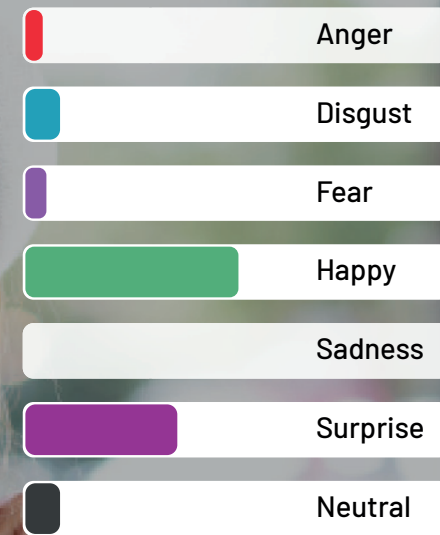 Anger
Disgust
Fear
Happy
Sadness
Surprise
Neutral